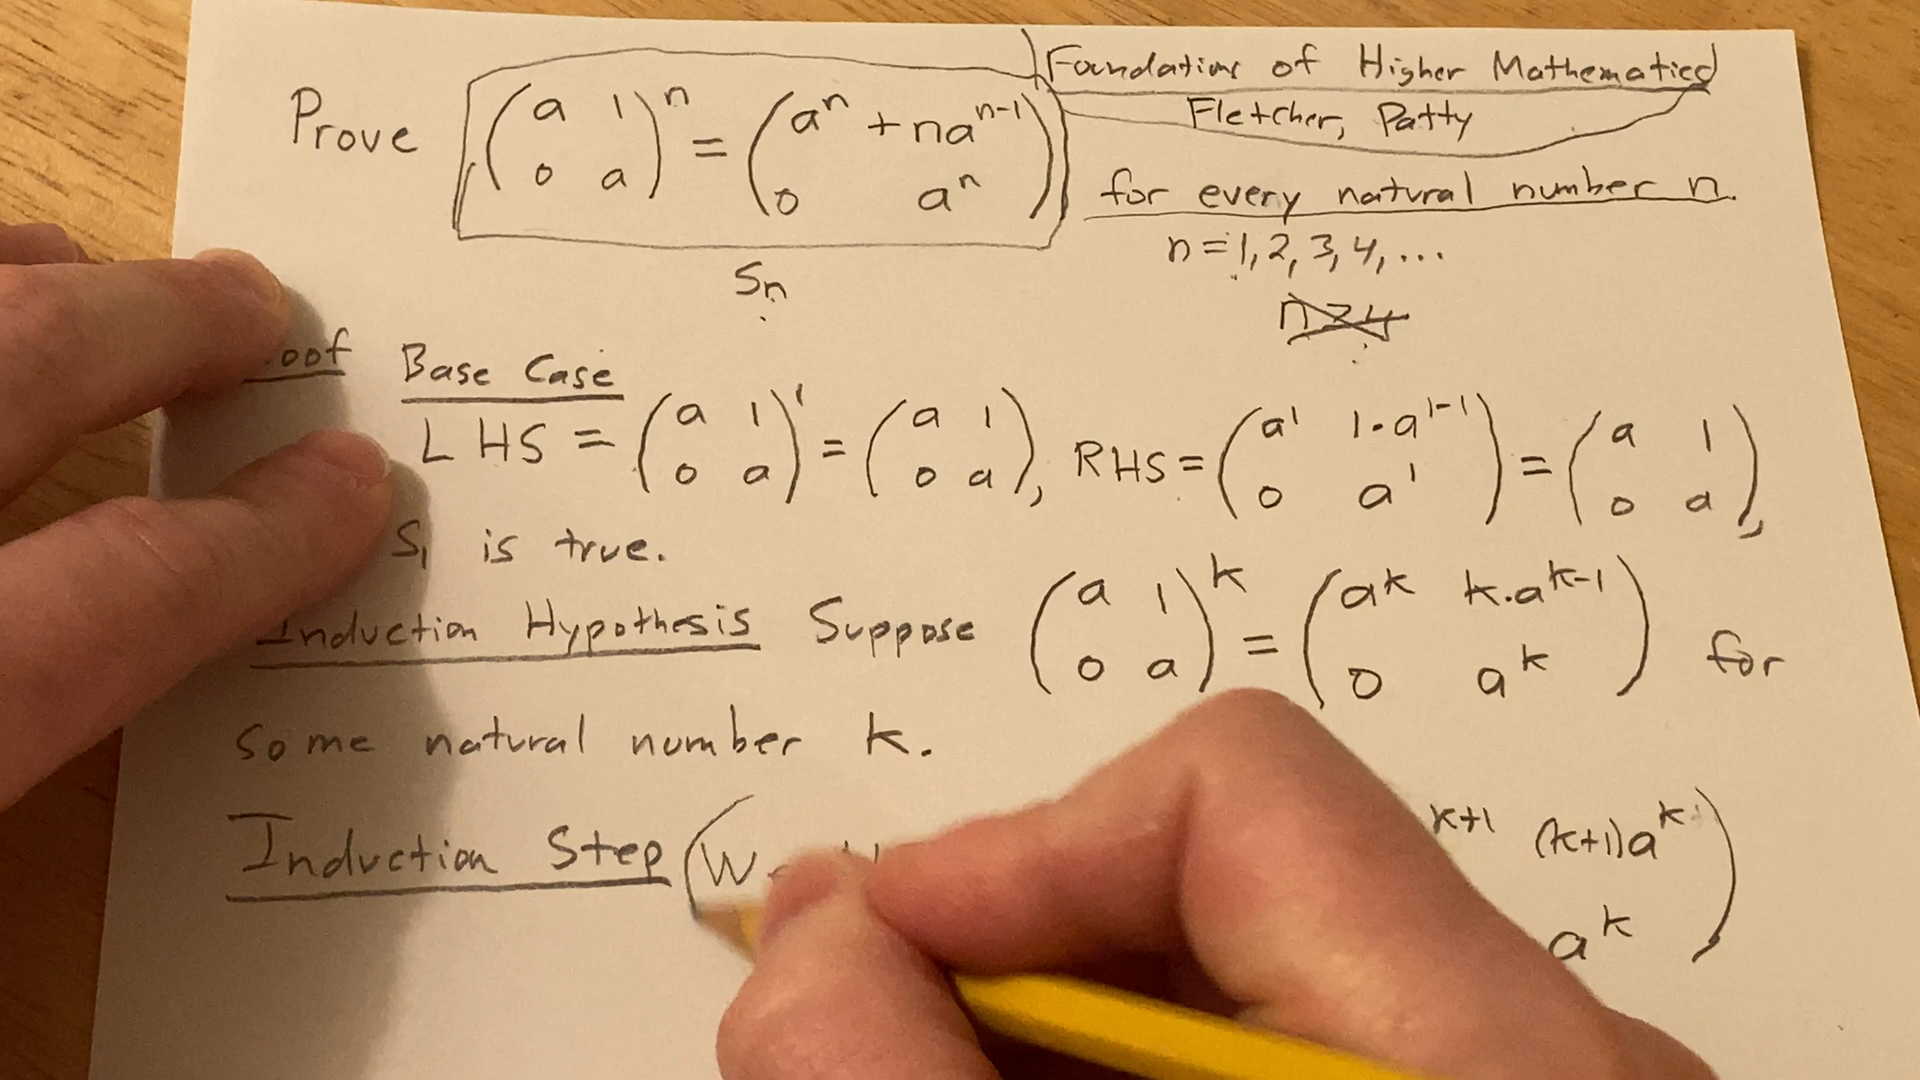 Foundations of Higher Mathematics
Fletcher, Patty
Prove (a 1 0 a)^n = (a^n + na^{n-1} 0 a^n)
for every natural number n.
n = 1, 2, 3, 4, ...
S_n
n≥4
oof Base Case
LHS = (a 1 0 a)^1 = (a 1 0 a), RHS = (a^1 1·a^{1-1} 0 a^1) = (a 1 0 a),
S_1 is true.
Induction Hypothesis Suppose (a 1 0 a)^k = (a^k k·a^{k-1} 0 a^k) for
some natural number k.
Induction Step (W
k+1 (k+1)a^k
a^k )